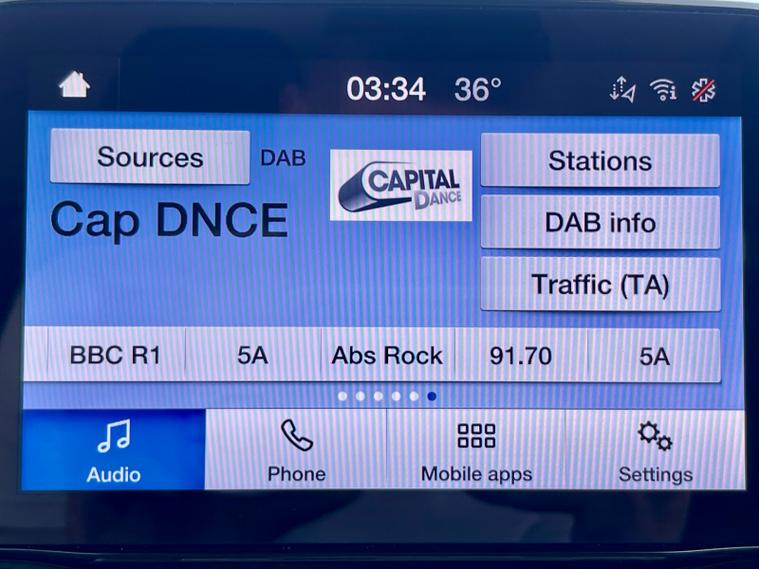 03:34 36°
Sources DAB
CAPITAL
DANCE
Stations
Cap DNCE
DAB info
Traffic (TA)
BBC R1 5A Abs Rock 91.70 5A
Audio Phone Mobile apps Settings